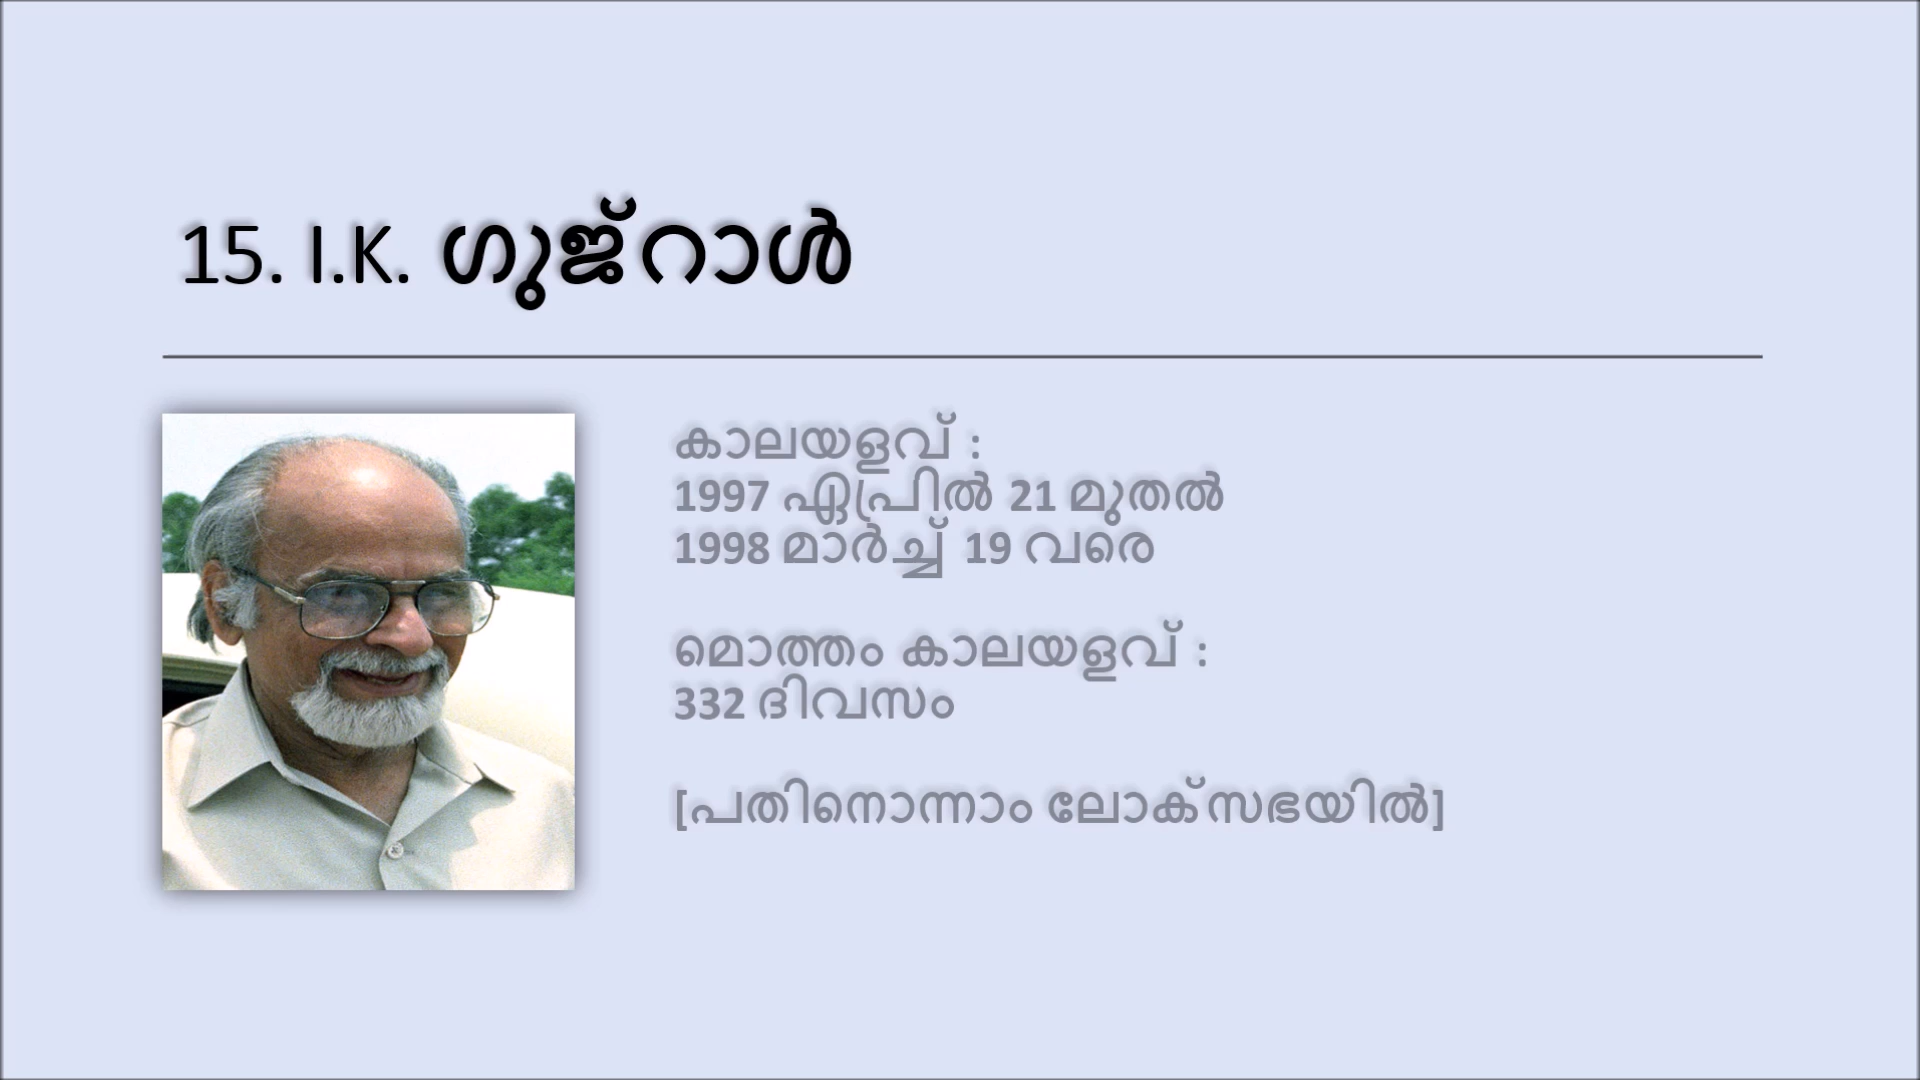 15. I.K. ഗുജ്റാൾ
കാലയളവ് :
1997 ഏപ്രിൽ 21 മുതൽ
1998 മാർച്ച് 19 വരെ
മൊത്തം കാലയളവ് :
332 ദിവസം
[പതിനൊന്നാം ലോക്സഭയിൽ]